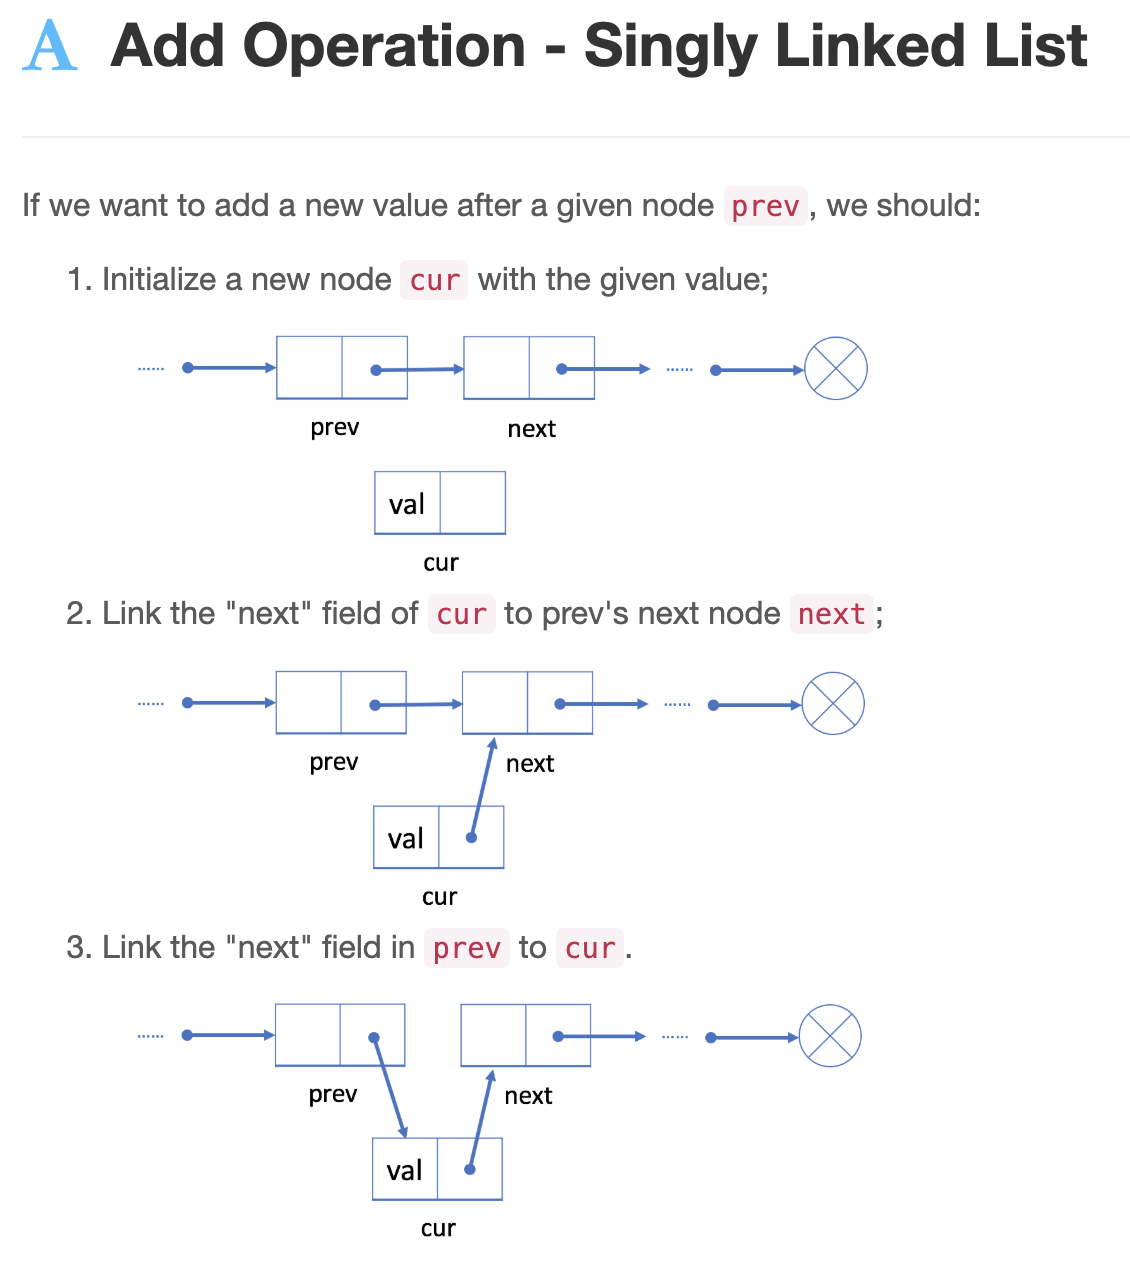 A Add Operation - Singly Linked List
If we want to add a new value after a given node prev, we should:
1. Initialize a new node cur with the given value;
......
......
prev
next
val
cur
2. Link the "next" field of cur to prev's next node next;
......
......
prev
next
val
cur
3. Link the "next" field in prev to cur.
......
......
prev
next
val
cur